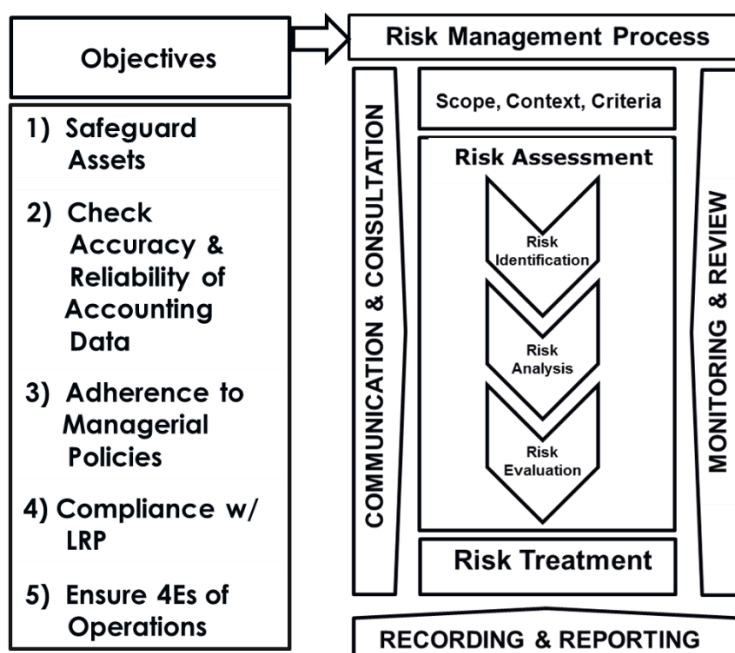 Objectives
1) Safeguard
Assets
2) Check
Accuracy &
Reliability of
Accounting
Data
3) Adherence to
Managerial
Policies
4) Compliance w/
LRP
5) Ensure 4Es of
Operations
Risk Management Process
COMMUNICATION & CONSULTATION
Scope, Context, Criteria
Risk Assessment
Risk
Identification
Risk
Analysis
Risk
Evaluation
Risk Treatment
MONITORING & REVIEW
RECORDING & REPORTING